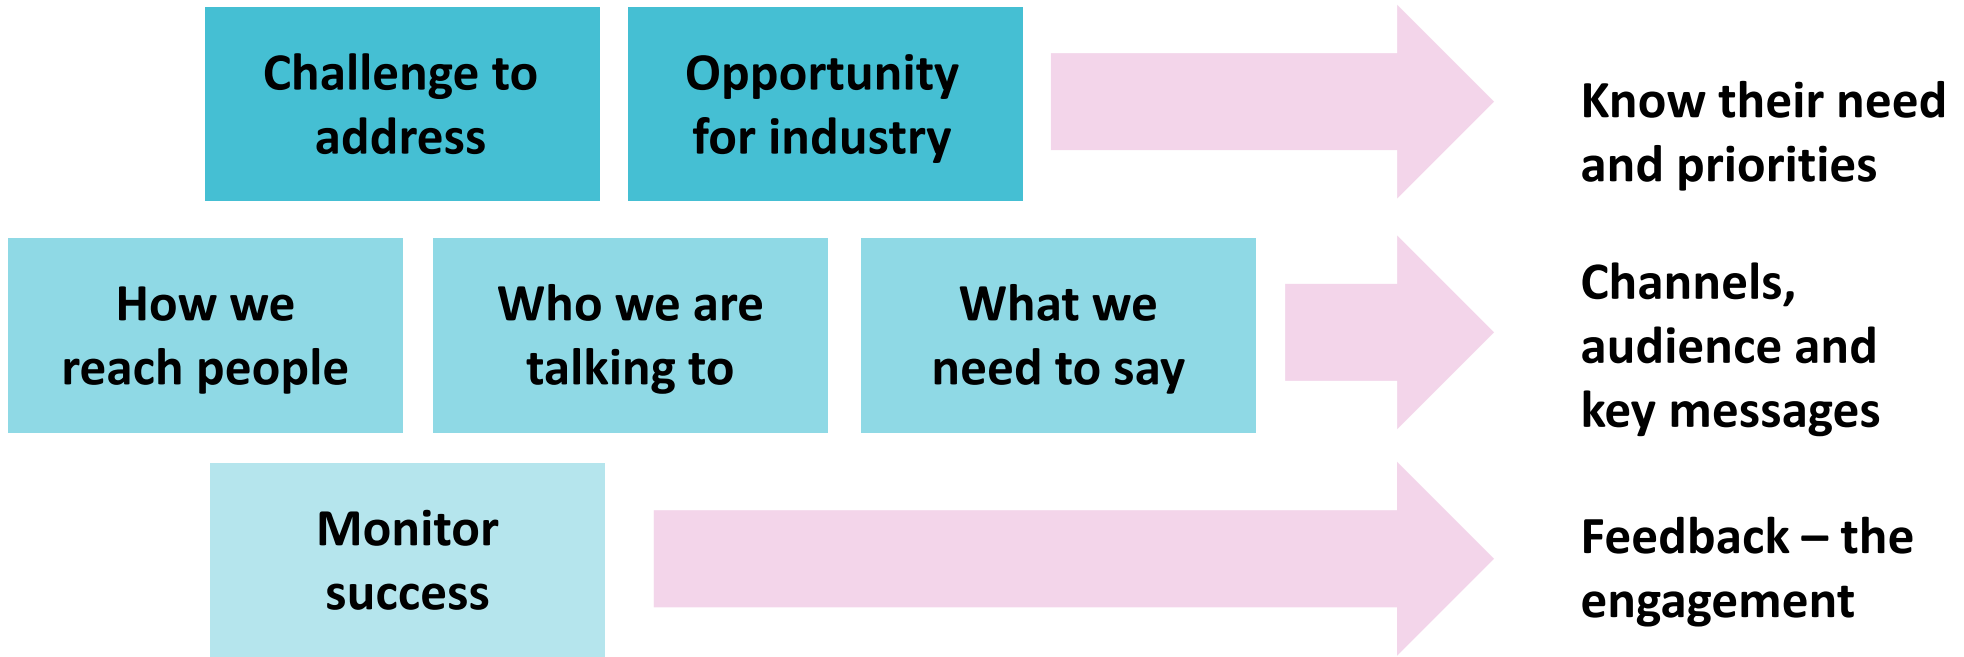 Challenge to
address
Opportunity
for industry
Know their need
and priorities
How we
reach people
Who we are
talking to
What we
need to say
Channels,
audience and
key messages
Monitor
success
Feedback – the
engagement